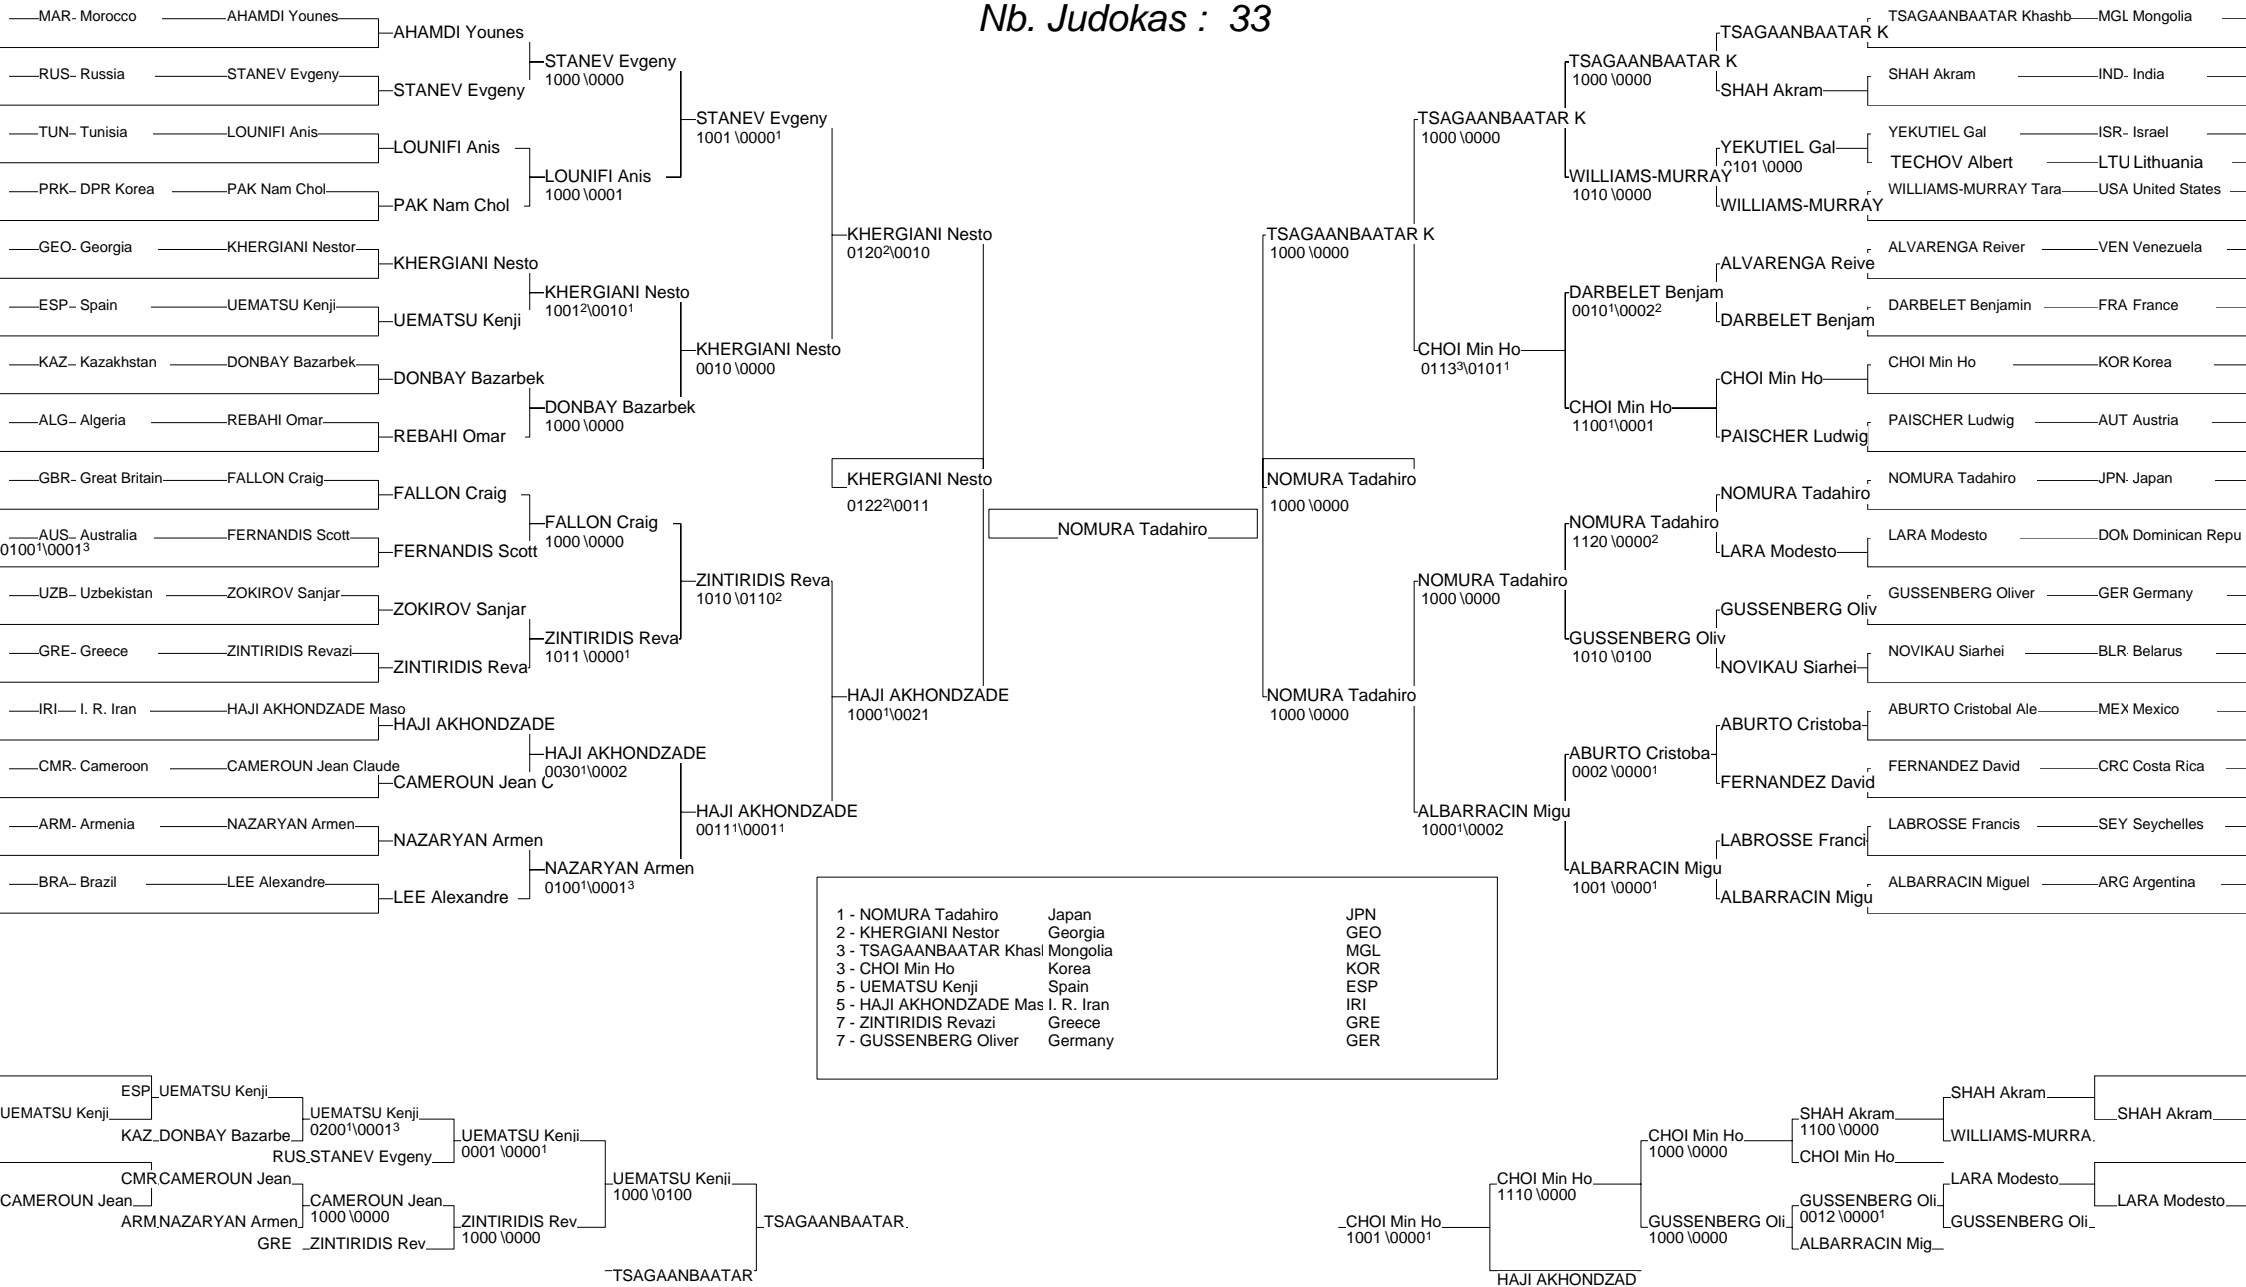 Nb. Judokas : 33
MAR Morocco AHAMDI Younes
RUS Russia STANEV Evgeny
TUN Tunisia LOUNIFI Anis
PRK DPR Korea PAK Nam Chol
GEO Georgia KHERGIANI Nestor
ESP Spain UEMATSU Kenji
KAZ Kazakhstan DONBAY Bazarbek
ALG Algeria REBAHI Omar
GBR Great Britain FALLON Craig
AUS Australia FERNANDIS Scott
0100¹\0001³
UZB Uzbekistan ZOKIROV Sanjar
GRE Greece ZINTIRIDIS Revazi
IRI I. R. Iran HAJI AKHONDZADE Maso
CMR Cameroon CAMEROUN Jean Claude
ARM Armenia NAZARYAN Armen
BRA Brazil LEE Alexandre
AHAMDI Younes
STANEV Evgeny
LOUNIFI Anis
PAK Nam Chol
KHERGIANI Nesto
UEMATSU Kenji
DONBAY Bazarbek
REBAHI Omar
FALLON Craig
FERNANDIS Scott
ZOKIROV Sanjar
ZINTIRIDIS Reva
HAJI AKHONDZADE
CAMEROUN Jean C
NAZARYAN Armen
LEE Alexandre
STANEV Evgeny
1000 \0000
LOUNIFI Anis
1000 \0001
KHERGIANI Nesto
1001²\0010¹
DONBAY Bazarbek
1000 \0000
FALLON Craig
1000 \0000
ZINTIRIDIS Reva
1011 \0000¹
HAJI AKHONDZADE
0030¹\0002
NAZARYAN Armen
0100¹\0001³
STANEV Evgeny
1001 \0000¹
KHERGIANI Nesto
0010 \0000
ZINTIRIDIS Reva
1010 \0110²
HAJI AKHONDZADE
0011¹\0001¹
KHERGIANI Nesto
0120²\0010
HAJI AKHONDZADE
1000¹\0021
KHERGIANI Nesto
0122²\0011
NOMURA Tadahiro
NOMURA Tadahiro
1000 \0000
TSAGAANBAATAR K
1000 \0000
NOMURA Tadahiro
1000 \0000
TSAGAANBAATAR K
1000 \0000
CHOI Min Ho
0113³\0101¹
NOMURA Tadahiro
1000 \0000
ALBARRACIN Migu
1000¹\0002
TSAGAANBAATAR K
1000 \0000
WILLIAMS-MURRAY
1010 \0000
DARBELET Benjam
0010¹\0002²
CHOI Min Ho
1100¹\0001
NOMURA Tadahiro
1120 \0000²
GUSSENBERG Oliv
1010 \0100
ABURTO Cristoba
0002 \0000¹
ALBARRACIN Migu
1001 \0000¹
TSAGAANBAATAR K
SHAH Akram
YEKUTIEL Gal
0101 \0000
WILLIAMS-MURRAY
ALVARENGA Reive
DARBELET Benjam
CHOI Min Ho
PAISCHER Ludwig
NOMURA Tadahiro
LARA Modesto
GUSSENBERG Oliv
NOVIKAU Siarhei
ABURTO Cristoba
FERNANDEZ David
LABROSSE Franci
ALBARRACIN Migu
TSAGAANBAATAR Khashb MGL Mongolia
SHAH Akram IND India
YEKUTIEL Gal ISR Israel
TECHOV Albert LTU Lithuania
WILLIAMS-MURRAY Tara USA United States
ALVARENGA Reiver VEN Venezuela
DARBELET Benjamin FRA France
CHOI Min Ho KOR Korea
PAISCHER Ludwig AUT Austria
NOMURA Tadahiro JPN Japan
LARA Modesto DOM Dominican Repu
GUSSENBERG Oliver GER Germany
NOVIKAU Siarhei BLR Belarus
ABURTO Cristobal Ale MEX Mexico
FERNANDEZ David CRC Costa Rica
LABROSSE Francis SEY Seychelles
ALBARRACIN Miguel ARG Argentina
1 - NOMURA Tadahiro Japan JPN
2 - KHERGIANI Nestor Georgia GEO
3 - TSAGAANBAATAR Khasl Mongolia MGL
3 - CHOI Min Ho Korea KOR
5 - UEMATSU Kenji Spain ESP
5 - HAJI AKHONDZADE Mas I. R. Iran IRI
7 - ZINTIRIDIS Revazi Greece GRE
7 - GUSSENBERG Oliver Germany GER
UEMATSU Kenji
CAMEROUN Jean
ESP UEMATSU Kenji
KAZ DONBAY Bazarbe
CMR CAMEROUN Jean
ARM NAZARYAN Armen
UEMATSU Kenji
0200¹\0001³
RUS STANEV Evgeny
CAMEROUN Jean
1000 \0000
GRE ZINTIRIDIS Rev
UEMATSU Kenji
0001 \0000¹
ZINTIRIDIS Rev
1000 \0000
UEMATSU Kenji
1000 \0100
TSAGAANBAATAR
TSAGAANBAATAR.
CHOI Min Ho
1001 \0000¹
CHOI Min Ho
1110 \0000
HAJI AKHONDZAD
CHOI Min Ho
1000 \0000
GUSSENBERG Oli
1000 \0000
SHAH Akram
1100 \0000
CHOI Min Ho
GUSSENBERG Oli
0012 \0000¹
ALBARRACIN Mig
SHAH Akram
WILLIAMS-MURRA.
LARA Modesto
GUSSENBERG Oli
SHAH Akram
LARA Modesto